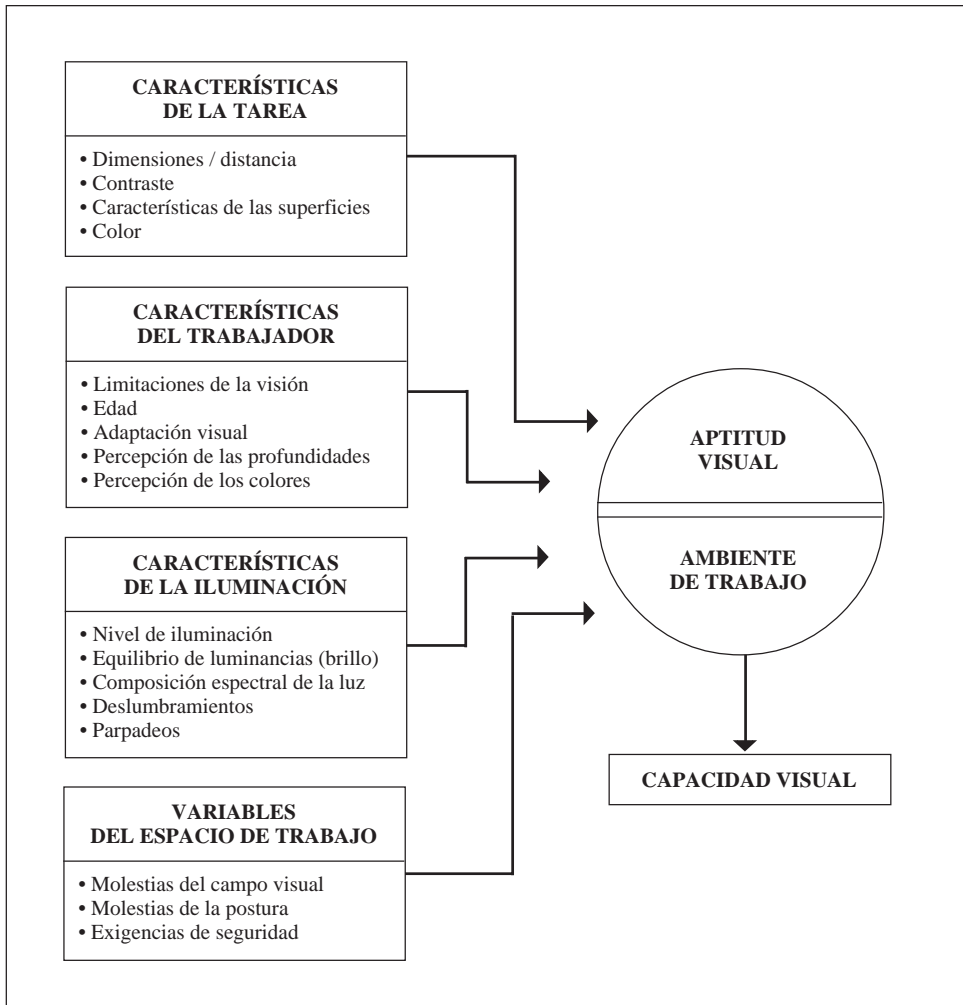 CARACTERÍSTICAS
DE LA TAREA
• Dimensiones / distancia
• Contraste
• Características de las superficies
• Color
CARACTERÍSTICAS
DEL TRABAJADOR
• Limitaciones de la visión
• Edad
• Adaptación visual
• Percepción de las profundidades
• Percepción de los colores
CARACTERÍSTICAS
DE LA ILUMINACIÓN
• Nivel de iluminación
• Equilibrio de luminancias (brillo)
• Composición espectral de la luz
• Deslumbramientos
• Parpadeos
VARIABLES
DEL ESPACIO DE TRABAJO
• Molestias del campo visual
• Molestias de la postura
• Exigencias de seguridad
APTITUD
VISUAL
AMBIENTE
DE TRABAJO
CAPACIDAD VISUAL